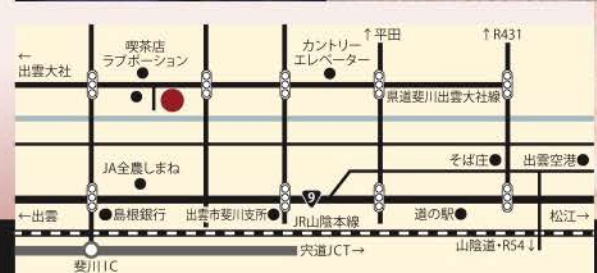 ↑平田
↑R431
喫茶店
ラブポーション
カントリー
エレベーター
←
出雲大社
県道斐川出雲大社線
そば庄
出雲空港
JA全農しまね
9
←出雲
島根銀行
出雲市斐川支所
JR山陰本線
道の駅
松江→
宍道JCT→
山陰道・R54↓
斐川IC